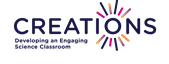 CREATIONS
Developing an Engaging
Science Classroom